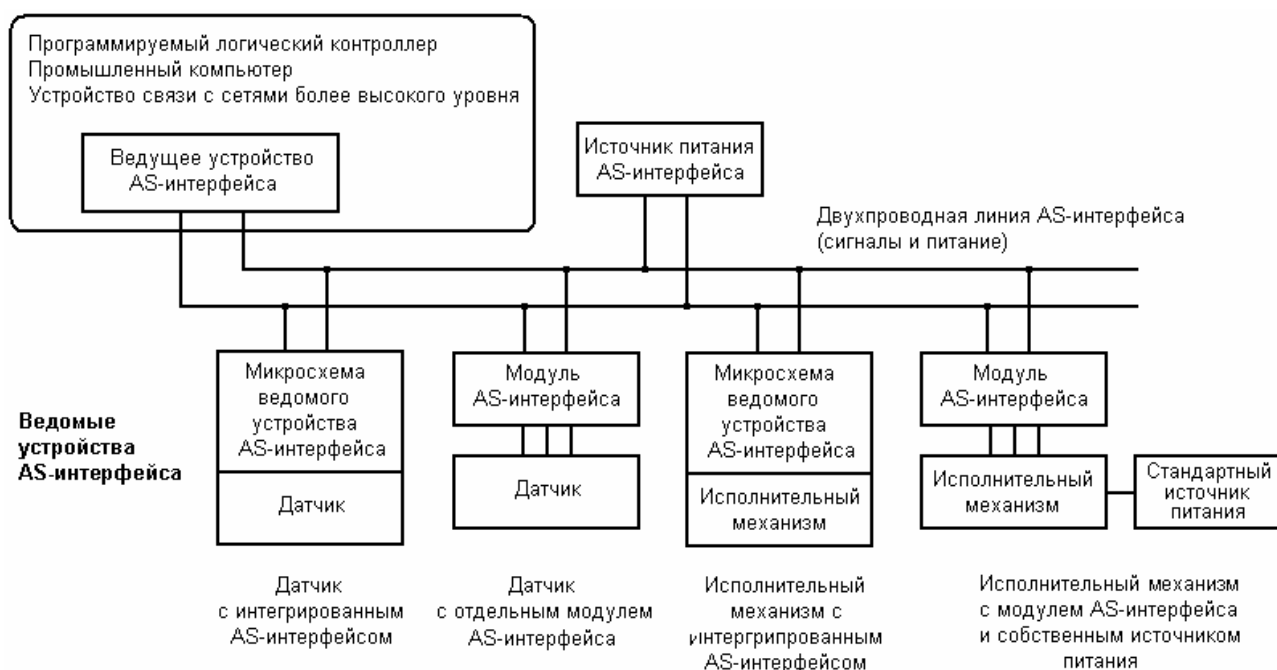 Программируемый логический контроллер
Промышленный компьютер
Устройство связи с сетями более высокого уровня
Ведущее устройство
AS-интерфейса
Источник питания
AS-интерфейса
Двухпроводная линия AS-интерфейса
(сигналы и питание)
Ведомые
устройства
AS-интерфейса
Микросхема
ведомого
устройства
AS-интерфейса
Датчик
Модуль
AS-интерфейса
Датчик
Микросхема
ведомого
устройства
AS-интерфейса
Исполнительный
механизм
Модуль
AS-интерфейса
Исполнительный
механизм
Стандартный
источник
питания
Датчик
с интегрированным
AS-интерфейсом
Датчик
с отдельным модулем
AS-интерфейса
Исполнительный
механизм с
интергрипрованным
AS-интерфейсом
Исполнительный механизм
с модулем AS-интерфейса
и собственным источником
питания